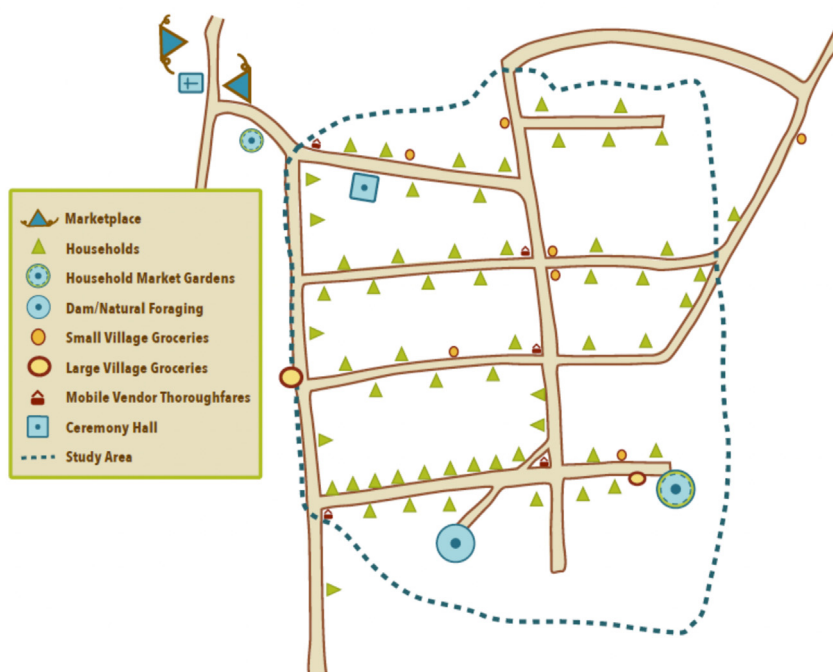 Marketplace
Households
Household Market Gardens
Dam/Natural Foraging
Small Village Groceries
Large Village Groceries
Mobile Vendor Thoroughfares
Ceremony Hall
Study Area